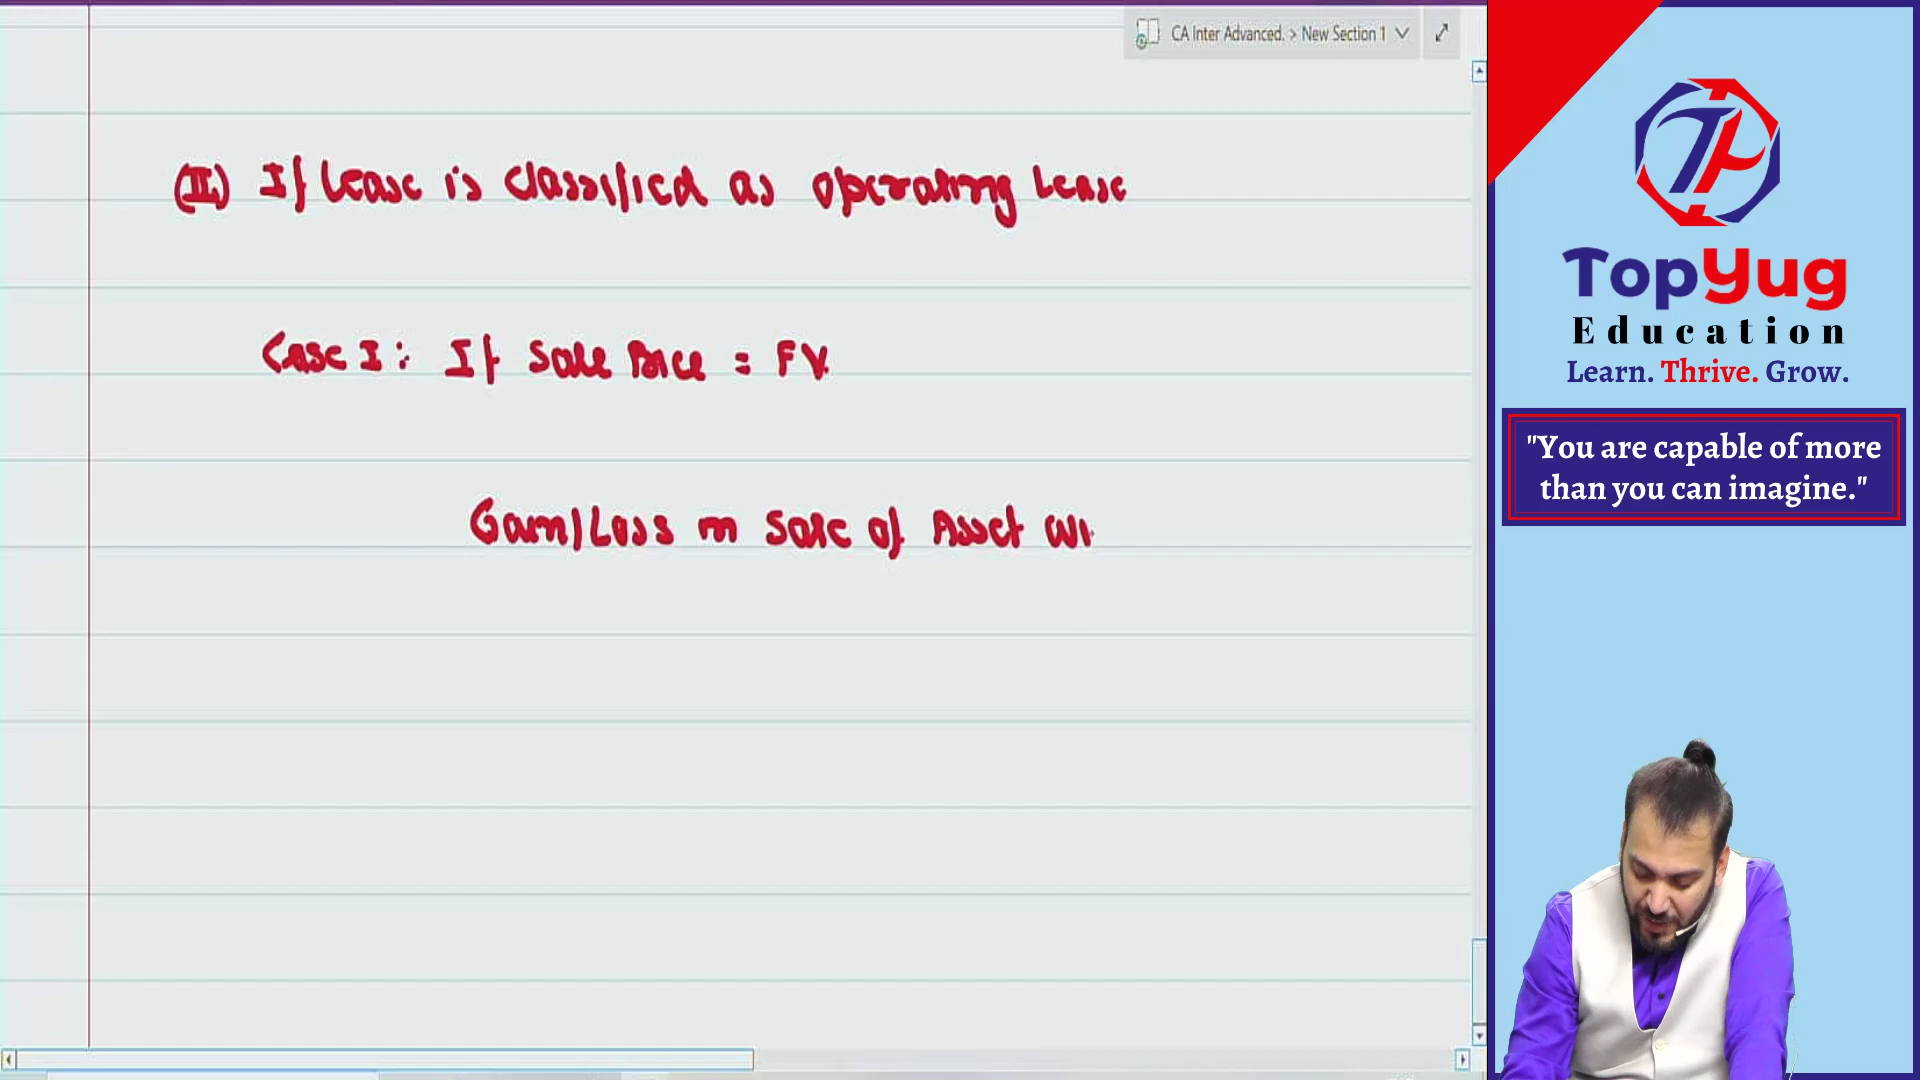 CA Inter Advanced. > New Section 1
(II) If Lease is classified as operating Lease
Case I: If Sale Price = FV.
Gain/Loss on Sale of Asset wi
TopYug
Education
Learn. Thrive. Grow.
"You are capable of more
than you can imagine."